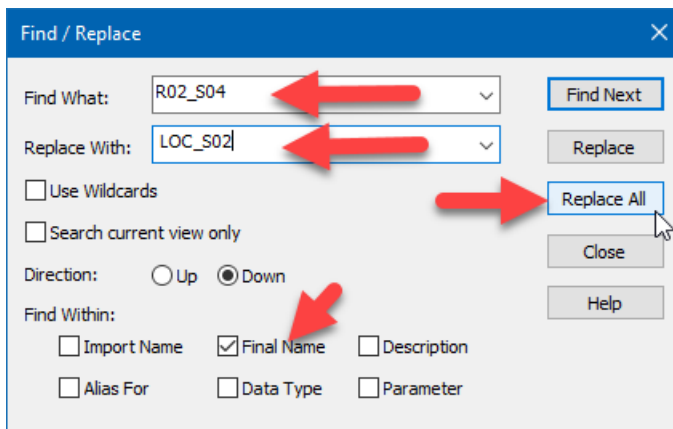 Find / Replace
Find What: R02_S04 Find Next
Replace With: LOC_S02 Replace
Use Wildcards Replace All
Search current view only
Close
Direction: Up Down
Help
Find Within:
Import Name Final Name Description
Alias For Data Type Parameter